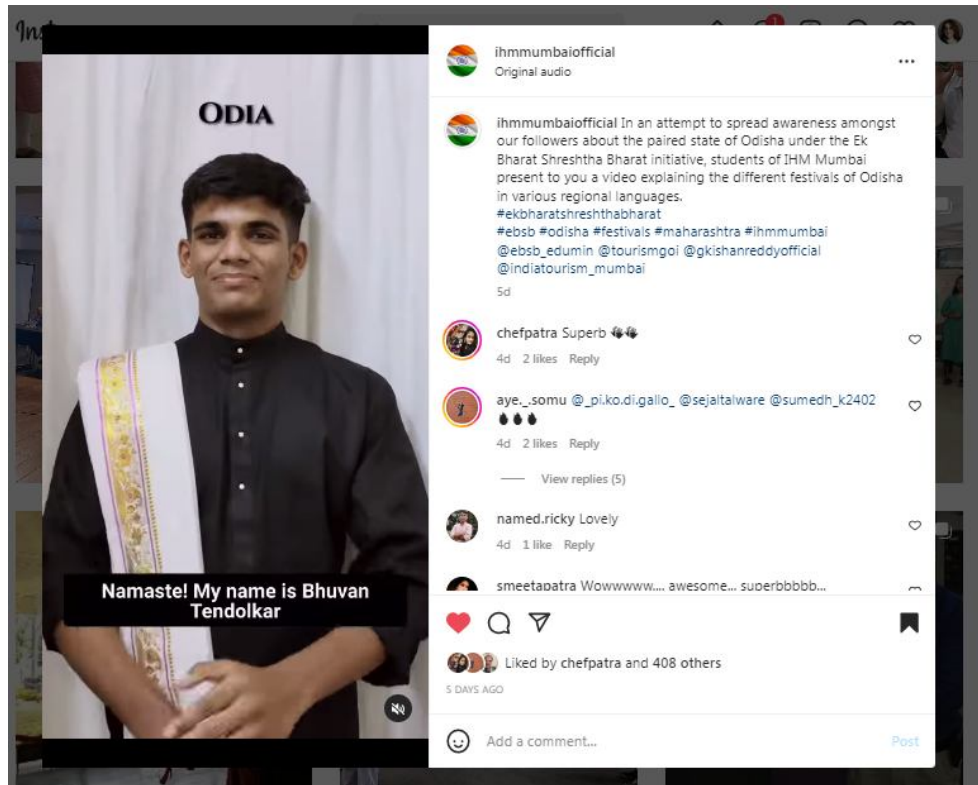 ODIA
Namaste! My name is Bhuvan
Tendolkar
ihmmumbaiofficial
Original audio
ihmmumbaiofficial In an attempt to spread awareness amongst
our followers about the paired state of Odisha under the Ek
Bharat Shreshtha Bharat initiative, students of IHM Mumbai
present to you a video explaining the different festivals of Odisha
in various regional languages.
#ekbharatshreshthabharat
#ebsb #odisha #festivals #maharashtra #ihmmumbai
@ebsb_edumin @tourismgoi @gkishanreddyofficial
@indiatourism_mumbai
5d
chefpatra Superb
4d 2 likes Reply
aye._.somu @_pi.ko.di.gallo_ @sejaltalware @sumedh_k2402
4d 2 likes Reply
View replies (5)
named.ricky Lovely
4d 1 like Reply
smeetapatra Wowwwww.... awesome... superbbbbb...
Liked by chefpatra and 408 others
5 DAYS AGO
Add a comment...
Post